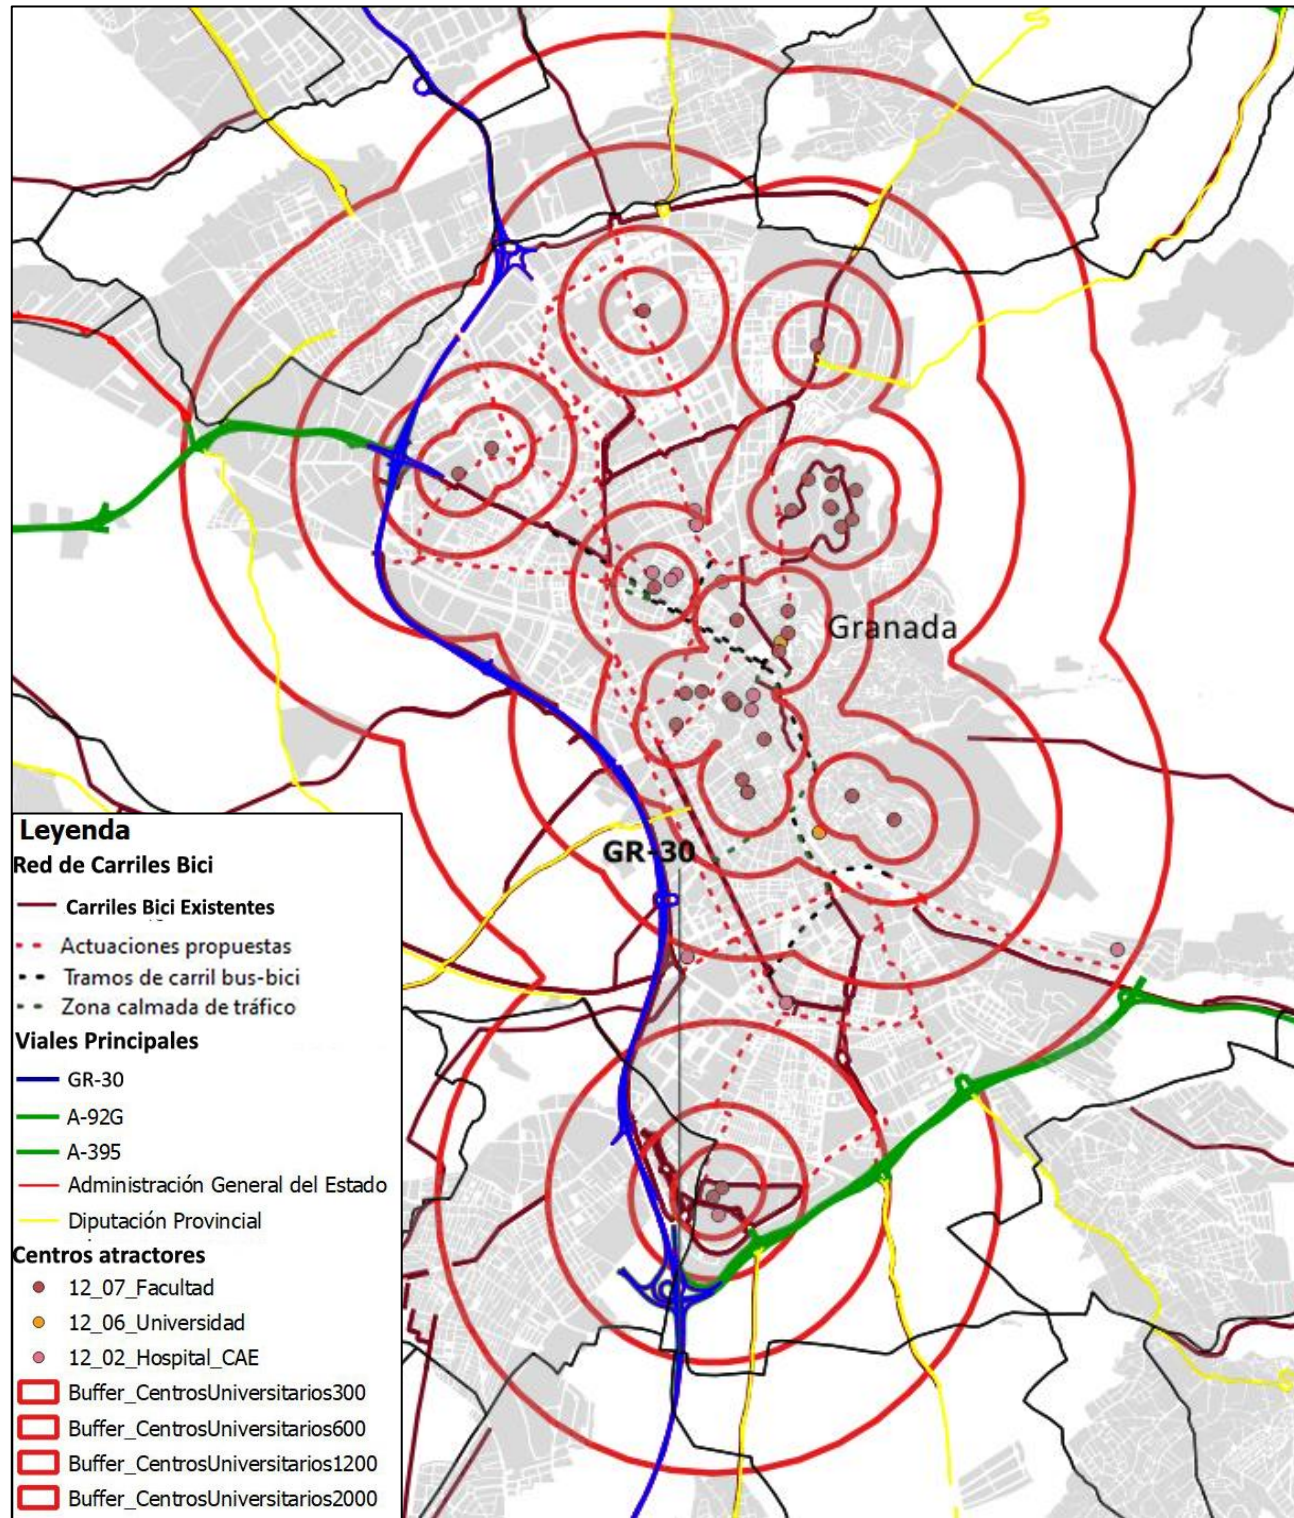 Granada
GR-30
Leyenda
Red de Carriles Bici
Carriles Bici Existentes
Actuaciones propuestas
Tramos de carril bus-bici
Zona calmada de tráfico
Viales Principales
GR-30
A-92G
A-395
Administración General del Estado
Diputación Provincial
Centros atractores
12_07_Facultad
12_06_Universidad
12_02_Hospital_CAE
Buffer_CentrosUniversitarios300
Buffer_CentrosUniversitarios600
Buffer_CentrosUniversitarios1200
Buffer_CentrosUniversitarios2000